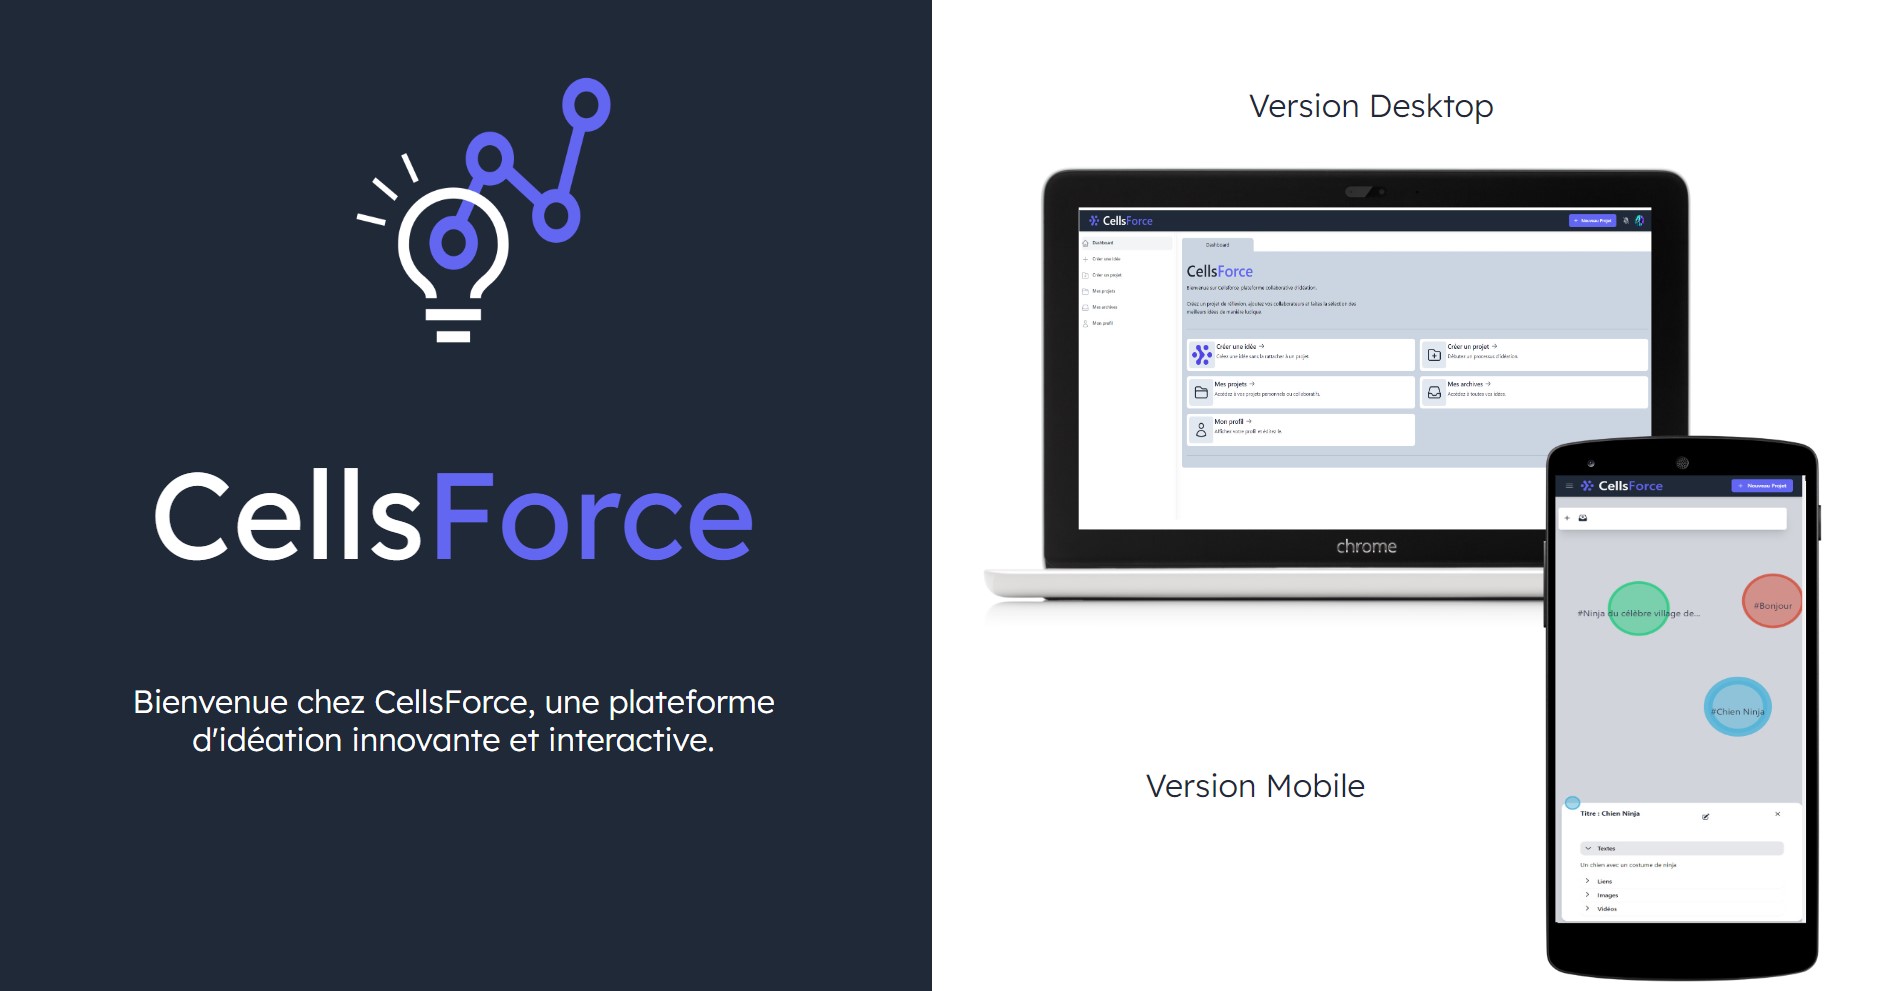 CellsForce
Bienvenue chez CellsForce, une plateforme
d'idéation innovante et interactive.
Version Desktop
CellsForce
+ Nouveau Projet
Dashboard
Créer une idée
Créer un projet
Mes projets
Mes archives
Mon profil
Dashboard
CellsForce
Bienvenue sur Cellsforce, plateforme collaborative d'idéation.
Créez un projet de réflexion, ajoutez vos collaborateurs et faites la sélection des
meilleurs idées de manière ludique.
Créer une idée →
Créez une idée sans la rattacher à un projet.
Créer un projet →
Débutez un processus d'idéation.
Mes projets →
Accédez à vos projets personnels ou collaboratifs.
Mes archives →
Accédez à toutes vos idées.
Mon profil →
Afficher votre profil et éditez le.
chrome
Version Mobile
CellsForce
+ Nouveau Projet
#Ninja du célèbre village de...
#Bonjour
#Chien Ninja
Titre : Chien Ninja
Textes
Un chien avec un costume de ninja
Liens
Images
Vidéos